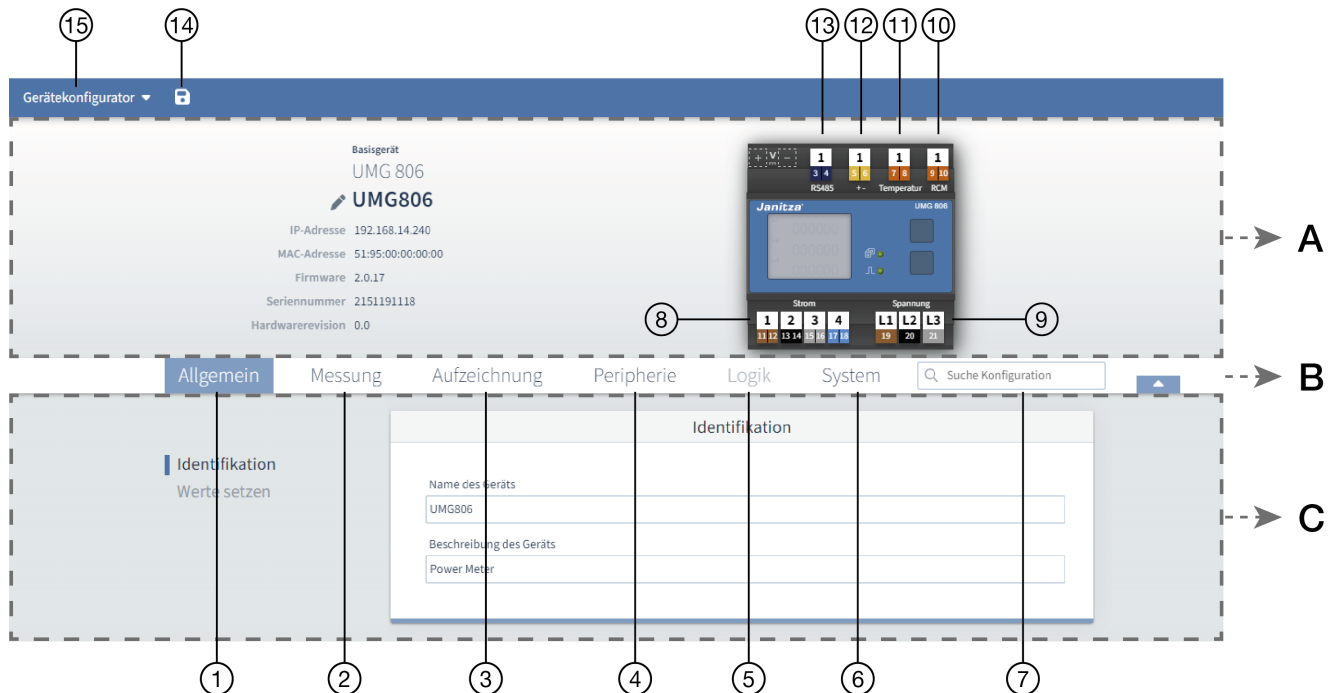 15 14 13 12 11 10
Gerätekonfigurator
Basisgerät
UMG 806
UMG806
IP-Adresse 192.168.14.240
MAC-Adresse 51:95:00:00:00:00
Firmware 2.0.17
Seriennummer 2151191118
Hardwarerevision 0.0
+ V - 1 1 1 1
3 4 5 6 7 8 9 10
RS485 + - Temperatur RCM
Janitza UMG 806
000000
000000
000000
Strom Spannung
8 1 2 3 4 L1 L2 L3 9
11 12 13 14 15 16 17 18 19 20 21
A
Allgemein Messung Aufzeichnung Peripherie Logik System Suche Konfiguration
B
Identifikation
Identifikation
Werte setzen
Name des Geräts
UMG806
C
Beschreibung des Geräts
Power Meter
1 2 3 4 5 6 7